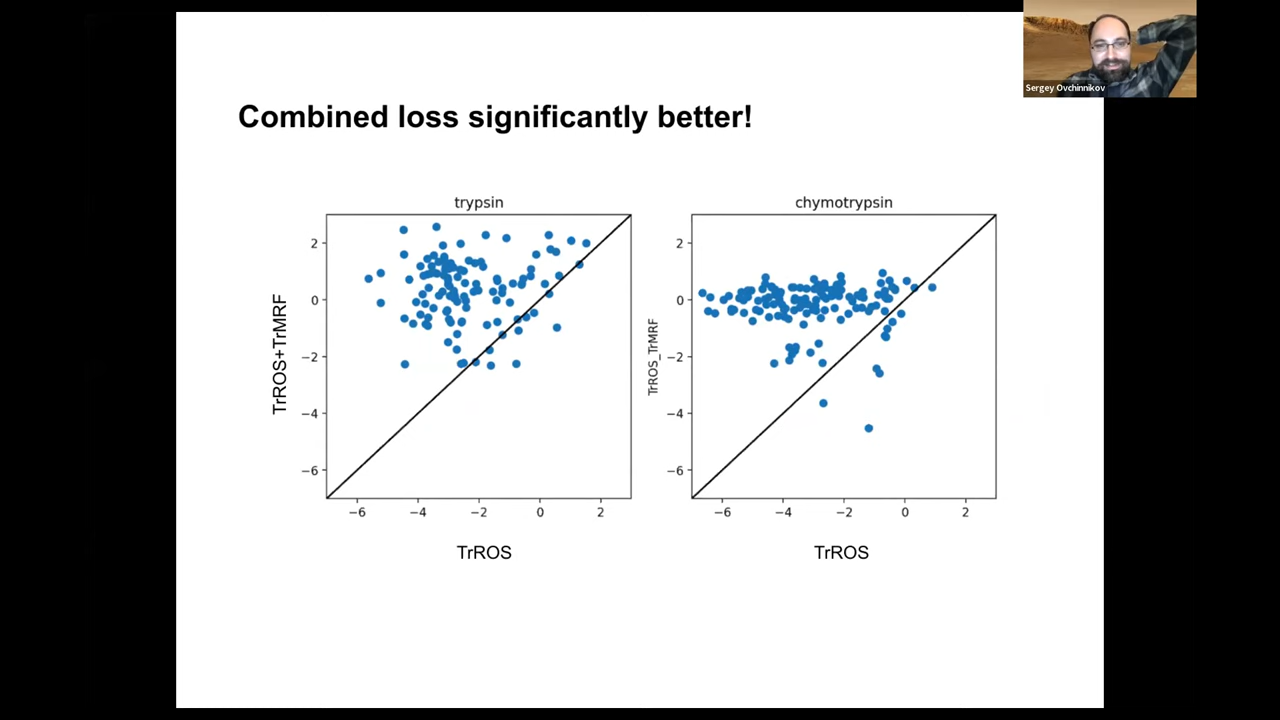 Sergey Ovchinnikov
Combined loss significantly better!
trypsin
2
0
−2
−4
−6
−6 −4 −2 0 2
TrROS+TrMRF
TrROS
chymotrypsin
2
0
−2
−4
−6
−6 −4 −2 0 2
TrROS_TrMRF
TrROS